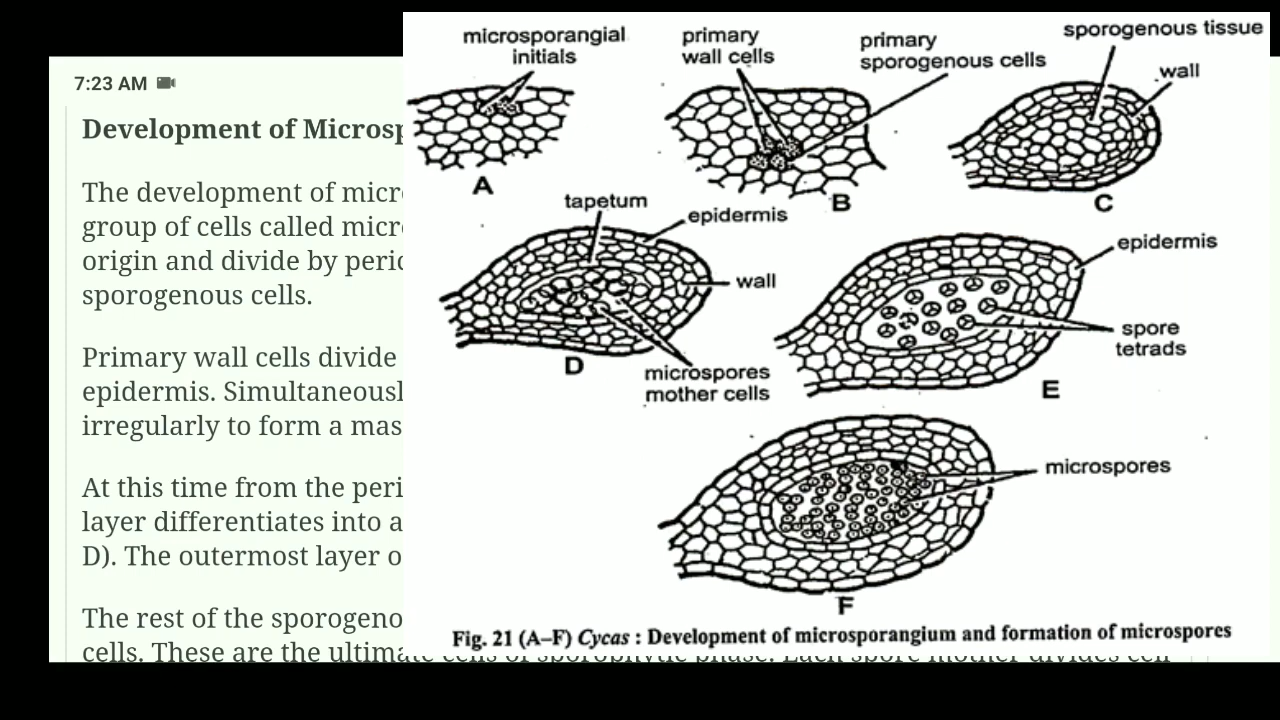 7:23 AM
Development of Microsp
The development of micr
group of cells called micr
origin and divide by peric
sporogenous cells.
Primary wall cells divide
epidermis. Simultaneousl
irregularly to form a mas
At this time from the peri
layer differentiates into a
D). The outermost layer o
The rest of the sporogeno
cells. These are the ultimate cells of sporophytic phase. Each spore mother divides cell
microsporangial
initials
primary
wall cells
primary
sporogenous cells
sporogenous tissue
wall
A
B
C
tapetum
epidermis
wall
microspores
mother cells
D
epidermis
spore
tetrads
E
microspores
F
Fig. 21 (A–F) Cycas : Development of microsporangium and formation of microspores